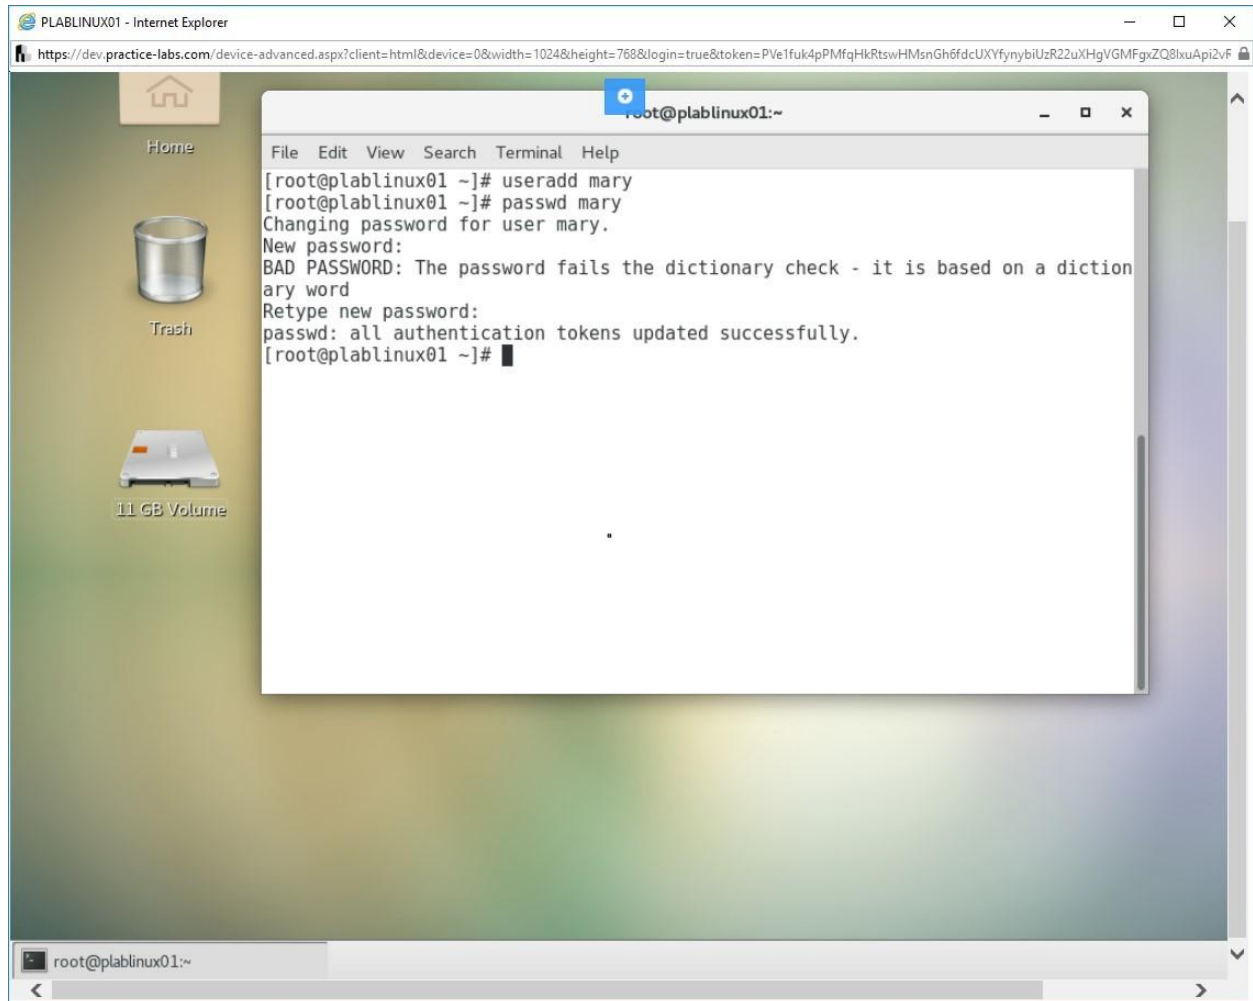 PLABLINUX01 - Internet Explorer
https://dev.practice-labs.com/device-advanced.aspx?client=html&device=0&width=1024&height=768&login=true&token=
Home
root@plablinux01:~
File Edit View Search Terminal Help
[root@plablinux01 ~]# useradd mary
[root@plablinux01 ~]# passwd mary
Changing password for user mary.
New password:
BAD PASSWORD: The password fails the dictionary check - it is based on a diction
ary word
Retype new password:
passwd: all authentication tokens updated successfully.
[root@plablinux01 ~]#
Trash
11 GB Volume
root@plablinux01:~